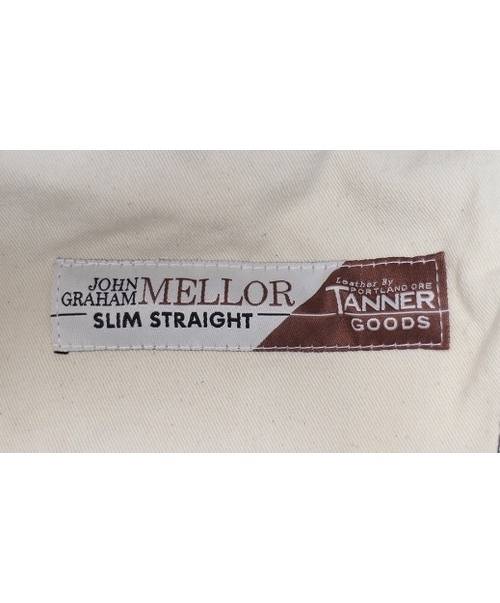 JOHN
GRAHAM MELLOR
SLIM STRAIGHT
Leather By
PORTLAND ORE
TANNER
GOODS